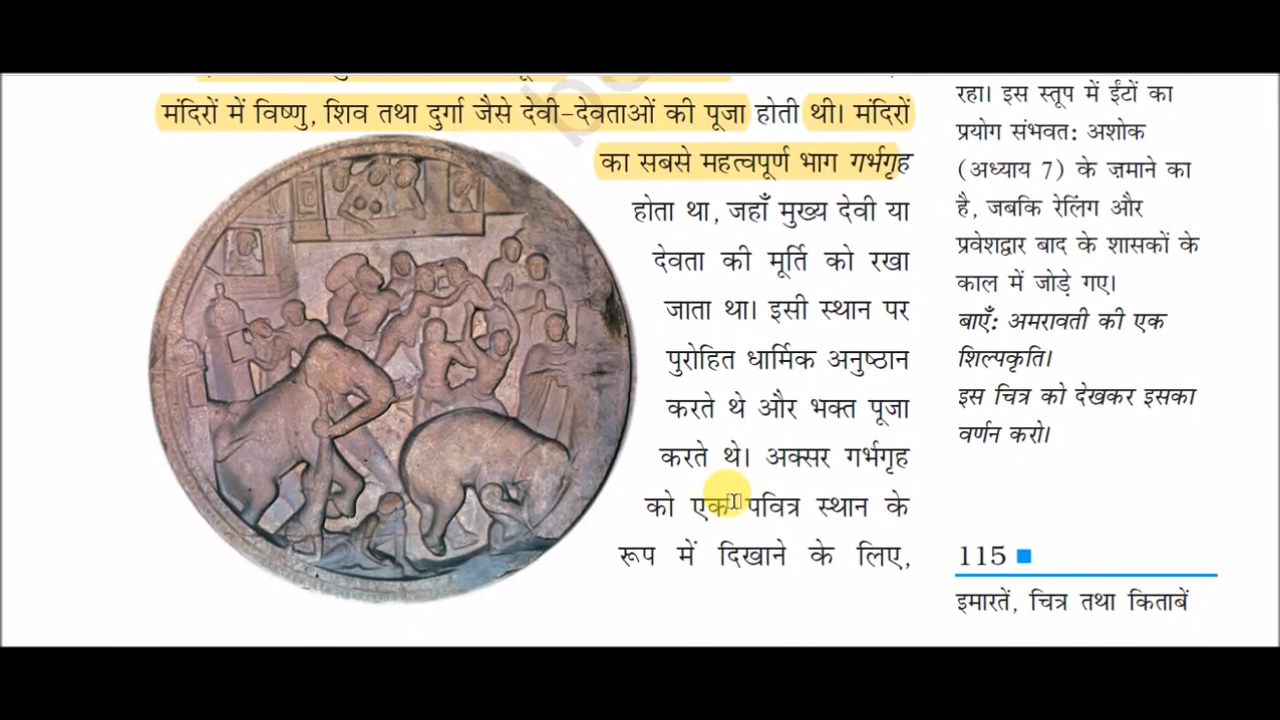 मंदिरों में विष्णु, शिव तथा दुर्गा जैसे देवी-देवताओं की पूजा होती थी। मंदिरों
का सबसे महत्वपूर्ण भाग गर्भगृह
होता था, जहाँ मुख्य देवी या
देवता की मूर्ति को रखा
जाता था। इसी स्थान पर
पुरोहित धार्मिक अनुष्ठान
करते थे और भक्त पूजा
करते थे। अक्सर गर्भगृह
को एक पवित्र स्थान के
रूप में दिखाने के लिए,
रहा। इस स्तूप में ईंटों का
प्रयोग संभवत: अशोक
(अध्याय 7) के जमाने का
है, जबकि रेलिंग और
प्रवेशद्वार बाद के शासकों के
काल में जोड़े गए।
बाएँ: अमरावती की एक
शिल्पकृति।
इस चित्र को देखकर इसका
वर्णन करो।
115
इमारतें, चित्र तथा किताबें